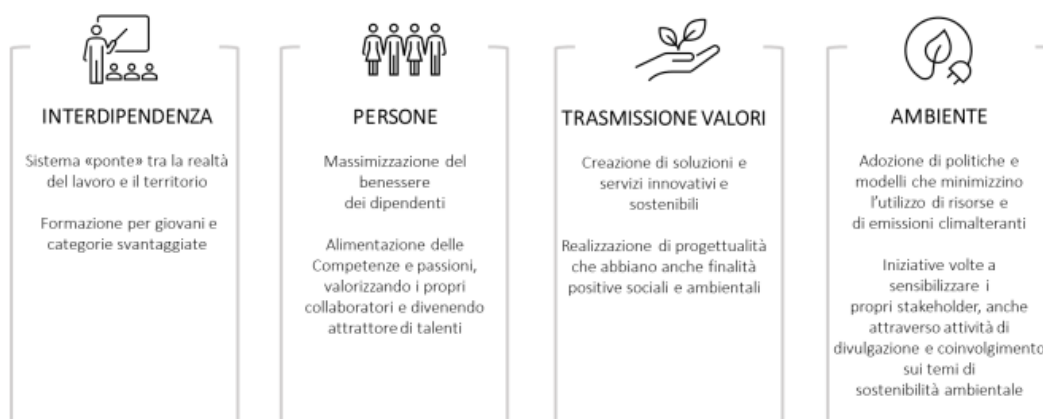 INTERDIPENDENZA
Sistema «ponte» tra la realtà
del lavoro e il territorio
Formazione per giovani e
categorie svantaggiate
PERSONE
Massimizzazione del
benessere
dei dipendenti
Alimentazione delle
Competenze e passioni,
valorizzando i propri
collaboratori e divenendo
attrattore di talenti
TRASMISSIONE VALORI
Creazione di soluzioni e
servizi innovativi e
sostenibili
Realizzazione di progettualità
che abbiano anche finalità
positive sociali e ambientali
AMBIENTE
Adozione di politiche e
modelli che minimizzino
l'utilizzo di risorse e
di emissioni climalteranti
Iniziative volte a
sensibilizzare i
propri stakeholder, anche
attraverso attività di
divulgazione e coinvolgimento
sui temi di
sostenibilità ambientale